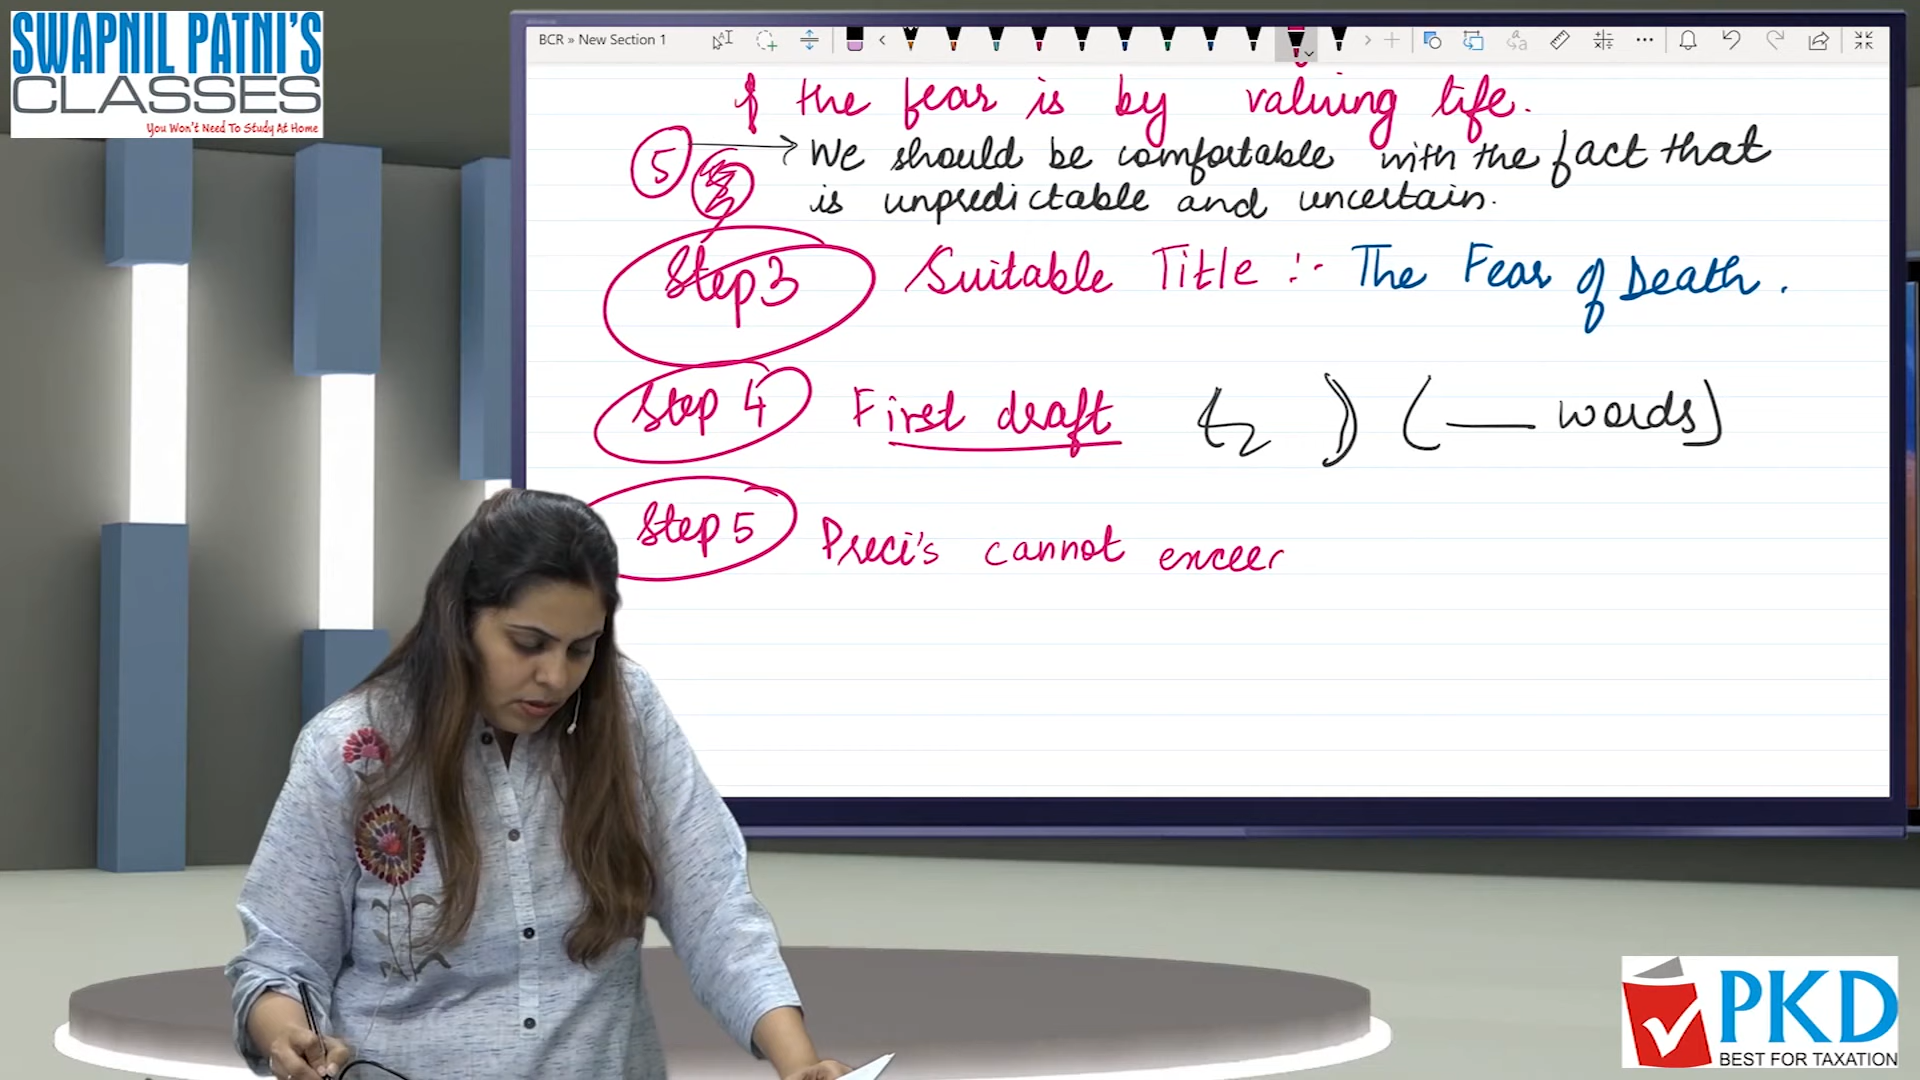 SWAPNIL PATNI'S
CLASSES
You Won't Need To Study At Home
BCR » New Section 1
of the fear is by valuing life.
5 → We should be comfortable with the fact that
is unpredictable and uncertain.
Step 3 Suitable Title :- The Fear of Death.
Step 4 First draft ( ) ( ___ words)
Step 5 Preci's cannot exceer
PKD
BEST FOR TAXATION